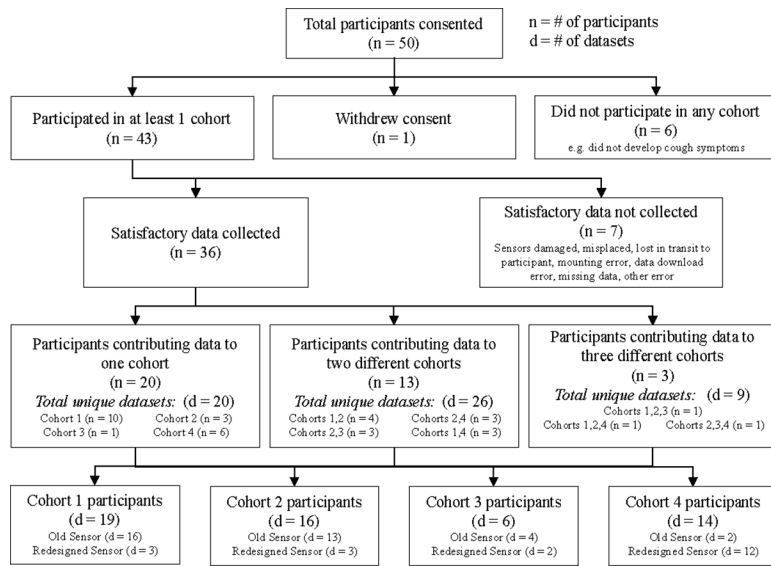 Total participants consented
(n = 50)
n = # of participants
d = # of datasets
Participated in at least 1 cohort
(n = 43)
Withdrew consent
(n = 1)
Did not participate in any cohort
(n = 6)
e.g. did not develop cough symptoms
Satisfactory data collected
(n = 36)
Satisfactory data not collected
(n = 7)
Sensors damaged, misplaced, lost in transit to
participant, mounting error, data download
error, missing data, other error
Participants contributing data to
one cohort
(n = 20)
Total unique datasets: (d = 20)
Cohort 1 (n = 10) Cohort 2 (n = 3)
Cohort 3 (n = 1) Cohort 4 (n = 6)
Participants contributing data to
two different cohorts
(n = 13)
Total unique datasets: (d = 26)
Cohorts 1,2 (n = 4) Cohorts 2,4 (n = 3)
Cohorts 2,3 (n = 3) Cohorts 1,4 (n = 3)
Participants contributing data to
three different cohorts
(n = 3)
Total unique datasets: (d = 9)
Cohorts 1,2,3 (n = 1)
Cohorts 1,2,4 (n = 1) Cohorts 2,3,4 (n = 1)
Cohort 1 participants
(d = 19)
Old Sensor (d = 16)
Redesigned Sensor (d = 3)
Cohort 2 participants
(d = 16)
Old Sensor (d = 13)
Redesigned Sensor (d = 3)
Cohort 3 participants
(d = 6)
Old Sensor (d = 4)
Redesigned Sensor (d = 2)
Cohort 4 participants
(d = 14)
Old Sensor (d = 2)
Redesigned Sensor (d = 12)